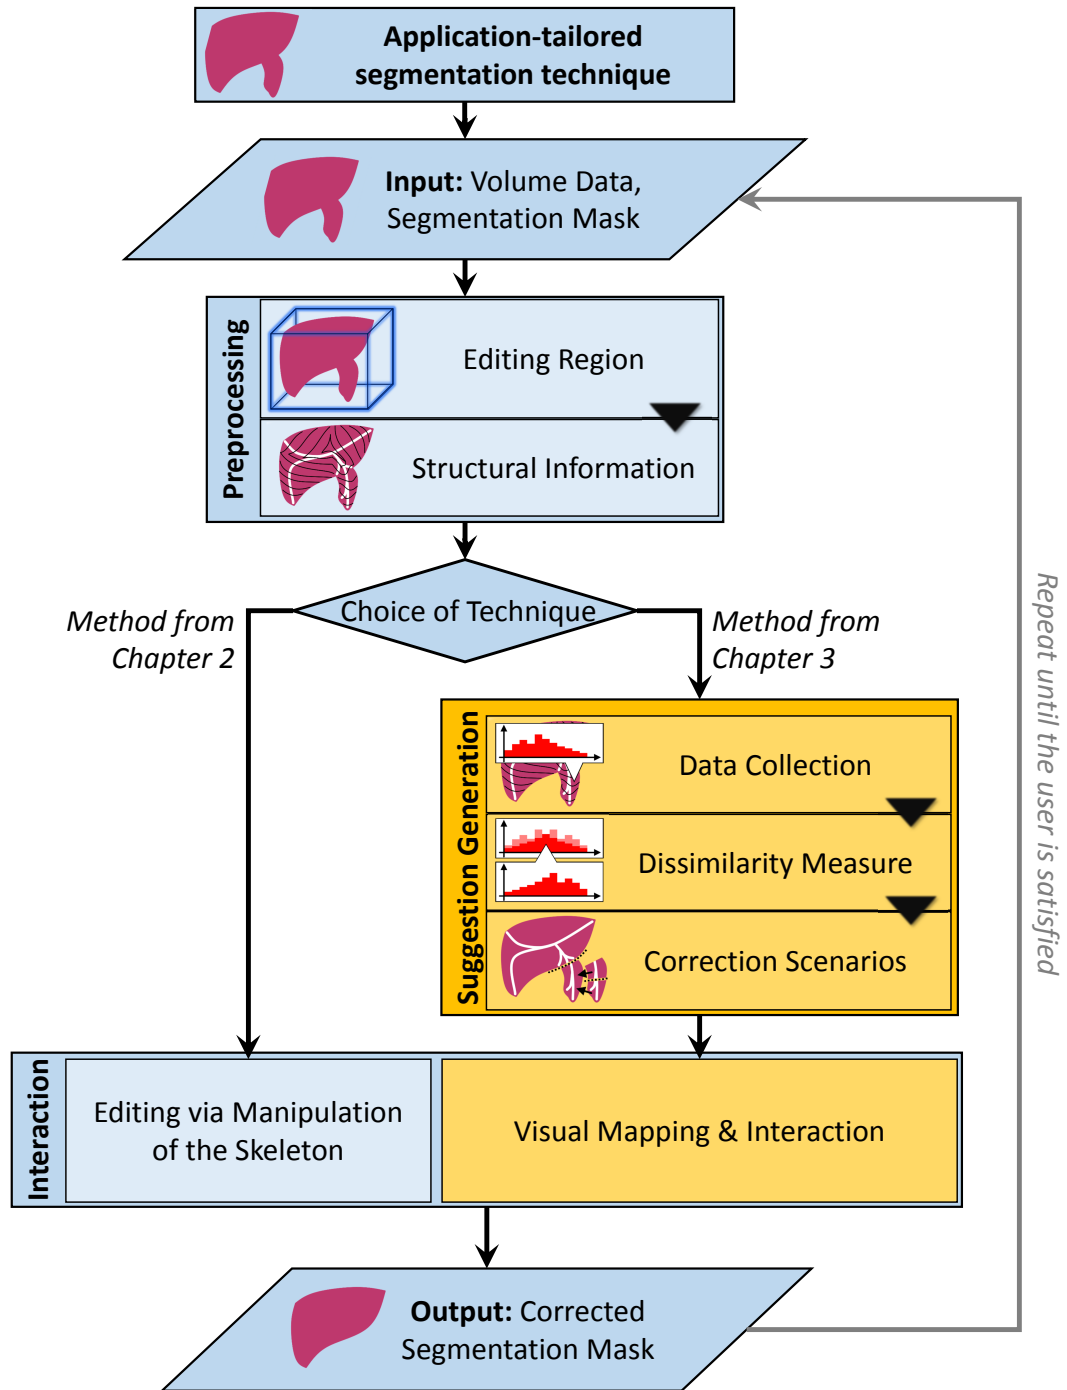 Application-tailored
segmentation technique
Input: Volume Data,
Segmentation Mask
Preprocessing
Editing Region
Structural Information
Choice of Technique
Method from
Chapter 2
Method from
Chapter 3
Suggestion Generation
Data Collection
Dissimilarity Measure
Correction Scenarios
Repeat until the user is satisfied
Interaction
Editing via Manipulation
of the Skeleton
Visual Mapping & Interaction
Output: Corrected
Segmentation Mask